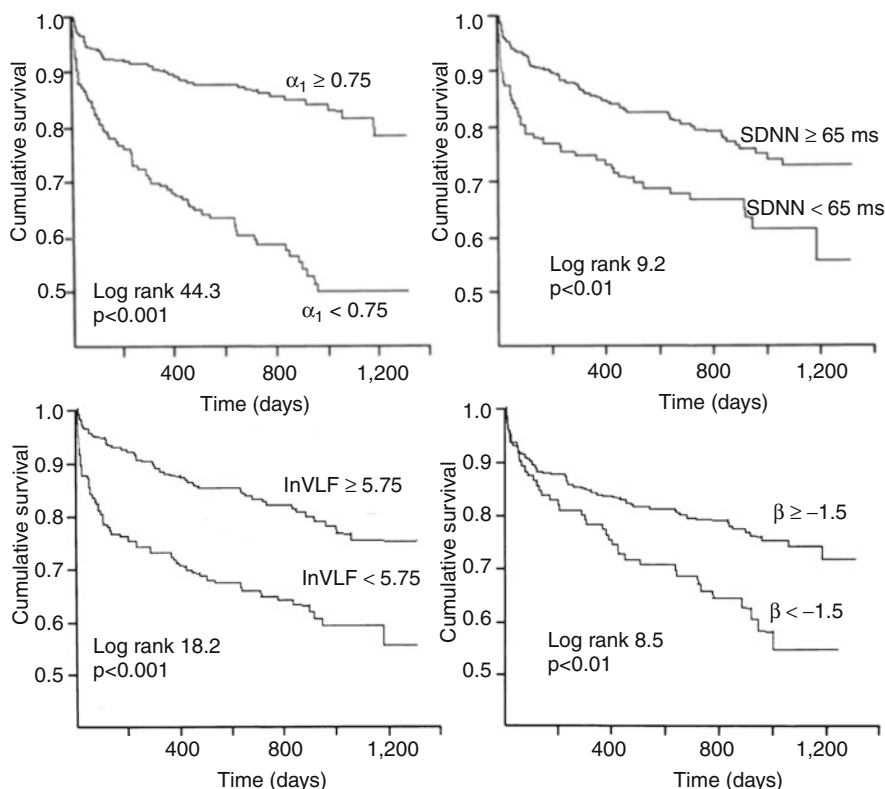 1.0
0.9
0.8
0.7
0.6
0.5
Cumulative survival
α1 ≥ 0.75
α1 < 0.75
Log rank 44.3
p<0.001
400
800
1,200
Time (days)
1.0
0.9
0.8
0.7
0.6
0.5
Cumulative survival
SDNN ≥ 65 ms
SDNN < 65 ms
Log rank 9.2
p<0.01
400
800
1,200
Time (days)
1.0
0.9
0.8
0.7
0.6
0.5
Cumulative survival
InVLF ≥ 5.75
InVLF < 5.75
Log rank 18.2
p<0.001
400
800
1,200
Time (days)
1.0
0.9
0.8
0.7
0.6
0.5
Cumulative survival
β ≥ −1.5
β < −1.5
Log rank 8.5
p<0.01
400
800
1,200
Time (days)